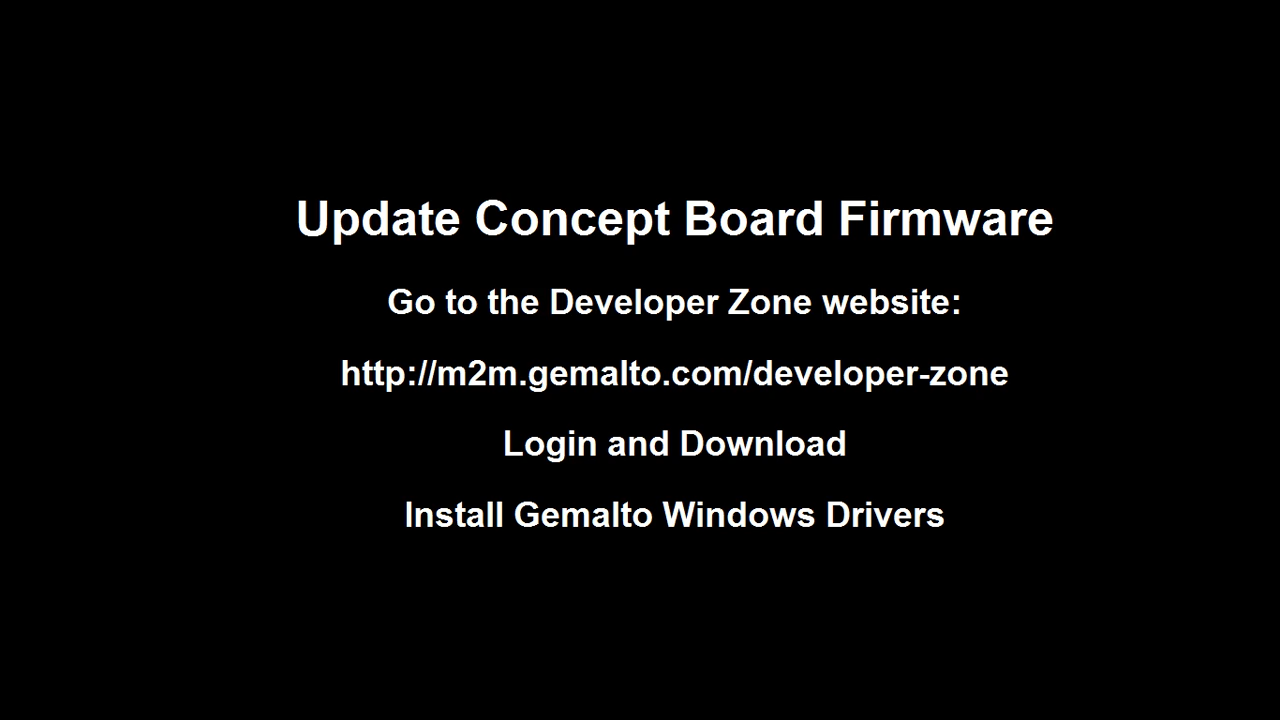 Update Concept Board Firmware
Go to the Developer Zone website:
http://m2m.gemalto.com/developer-zone
Login and Download
Install Gemalto Windows Drivers